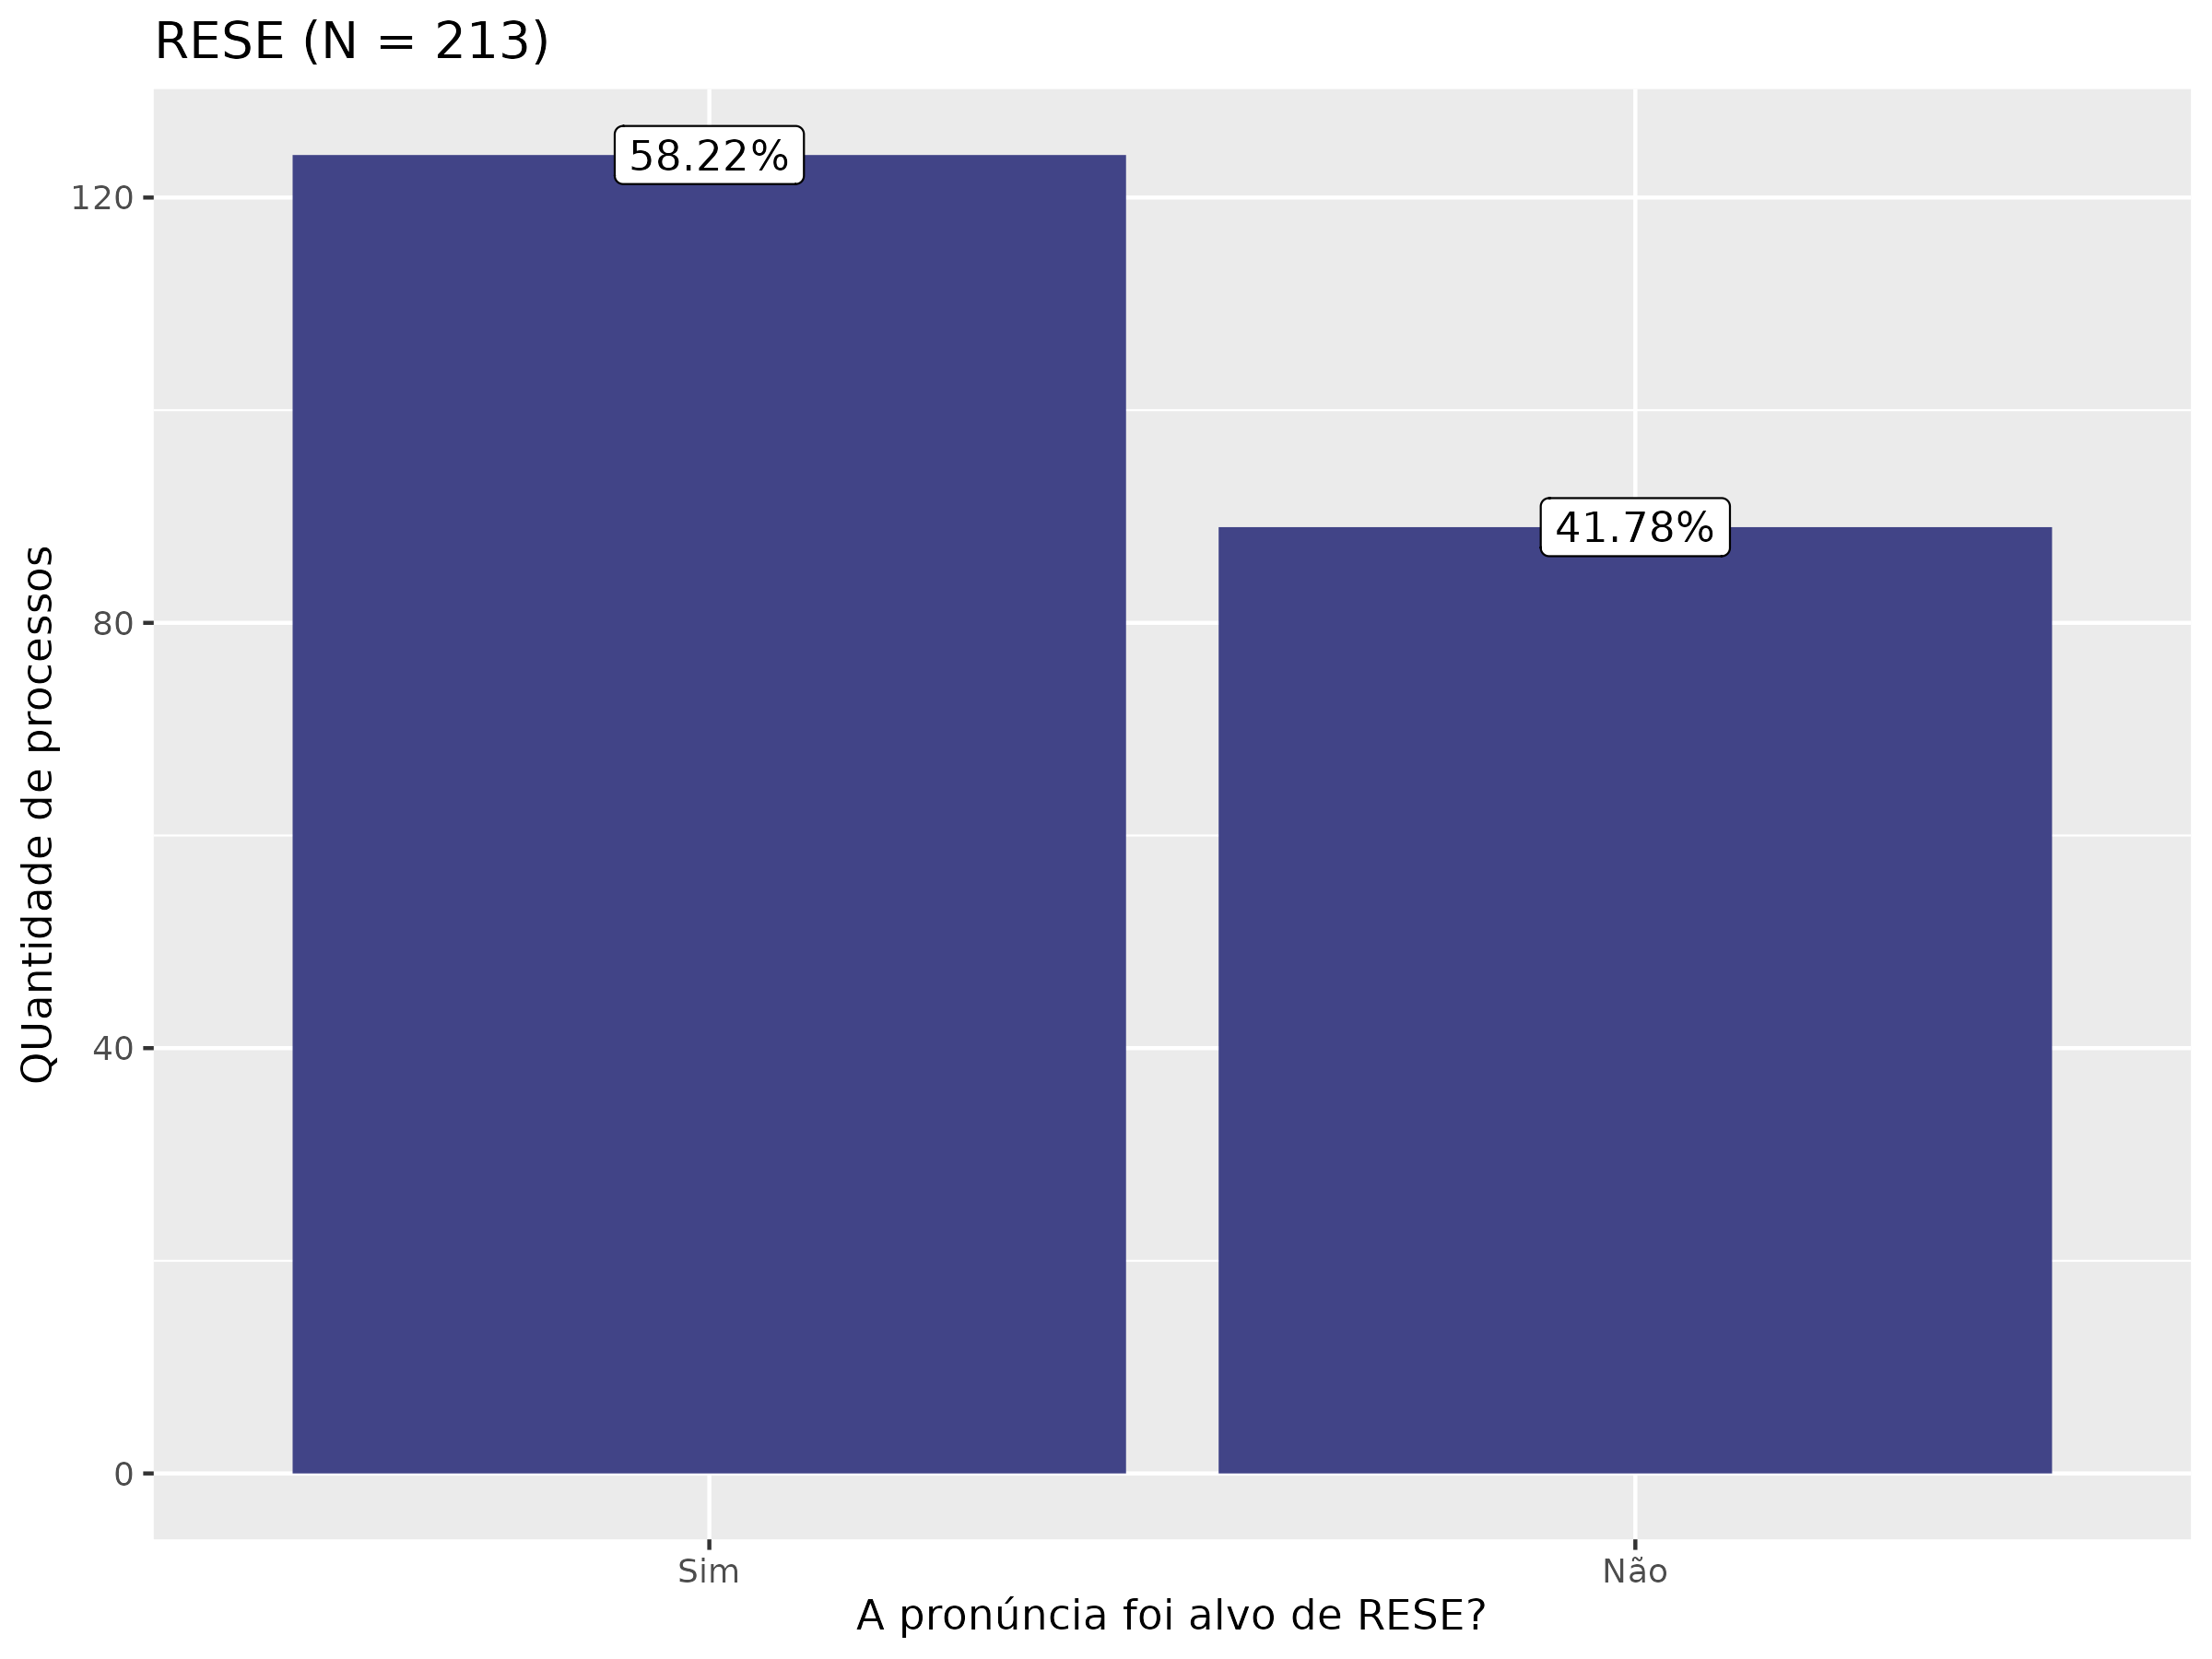 RESE (N = 213)
58.22%
120
41.78%
80
40
0
QUantidade de processos
Sim
Não
A pronúncia foi alvo de RESE?